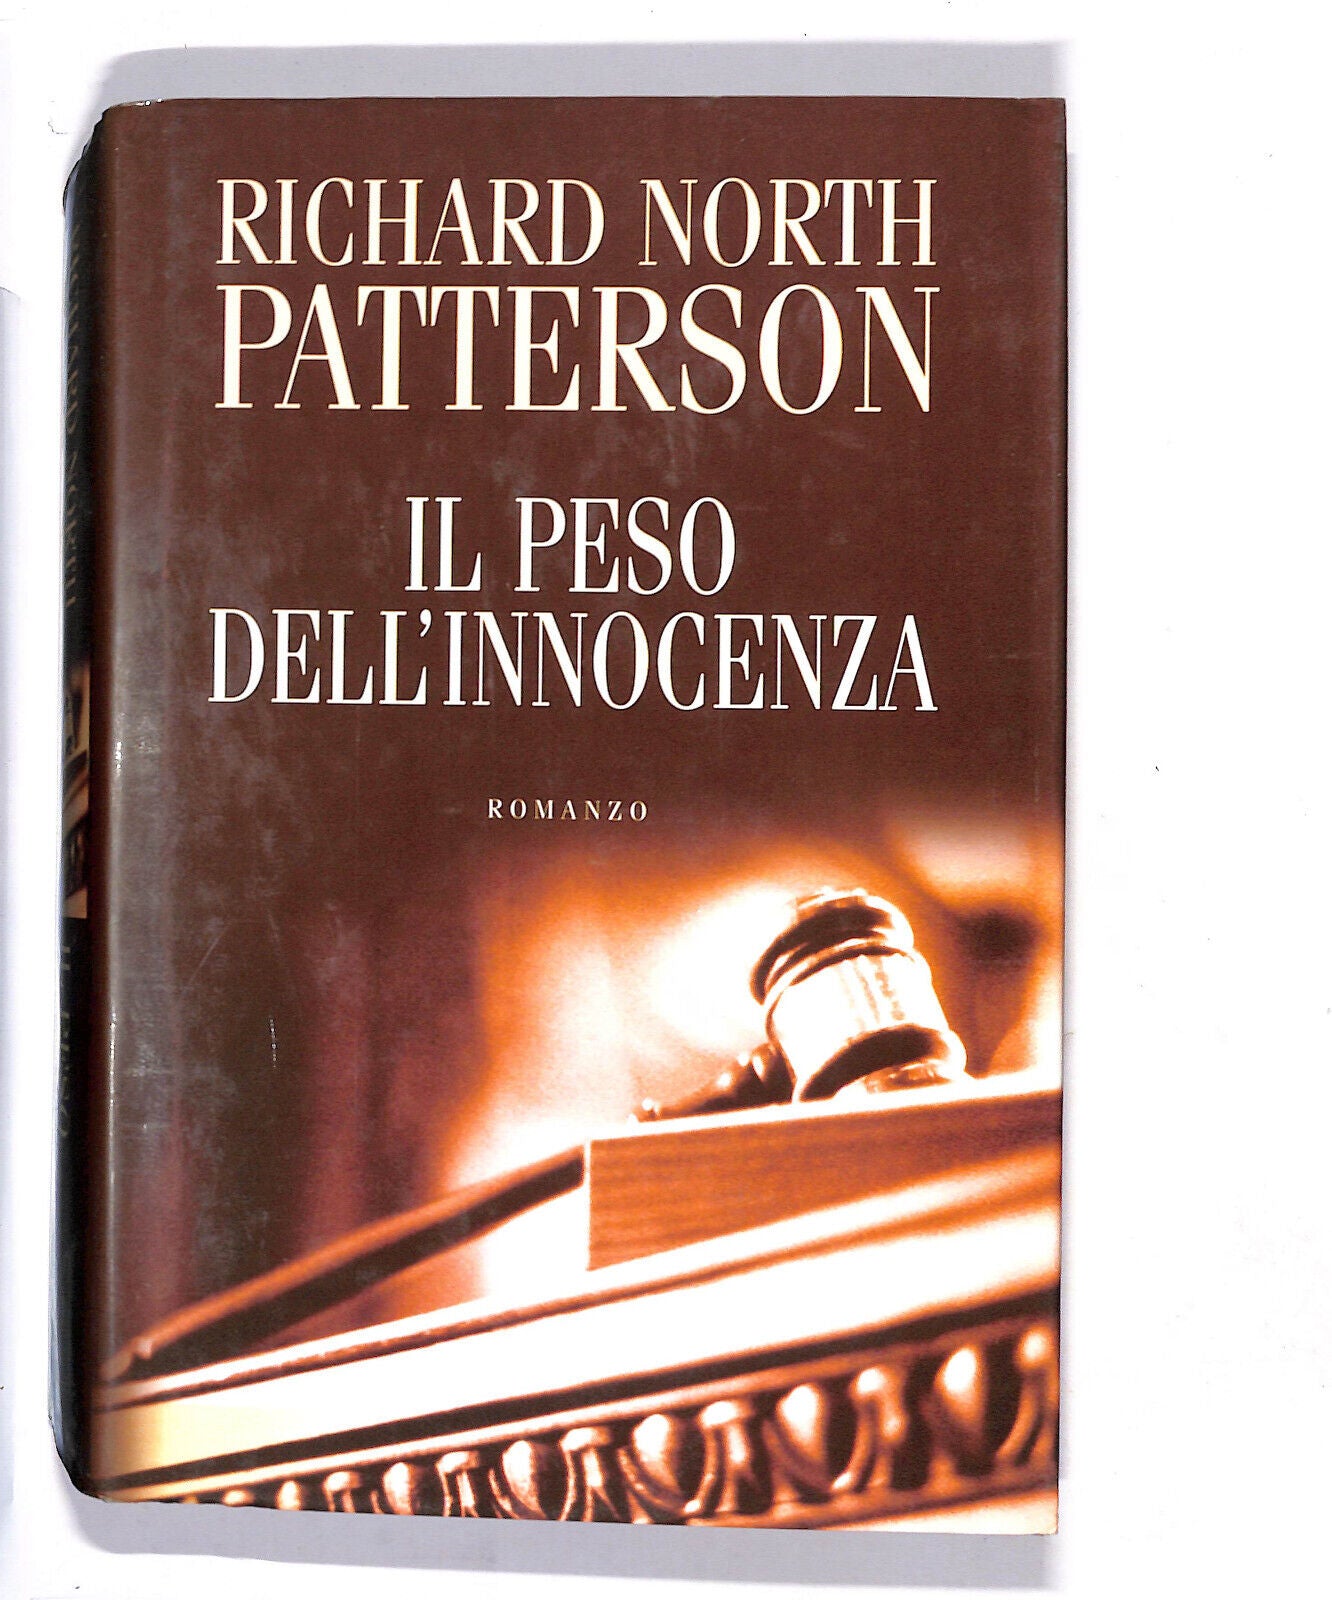 RICHARD NORTH
PATTERSON
IL PESO
DELL'INNOCENZA
ROMANZO